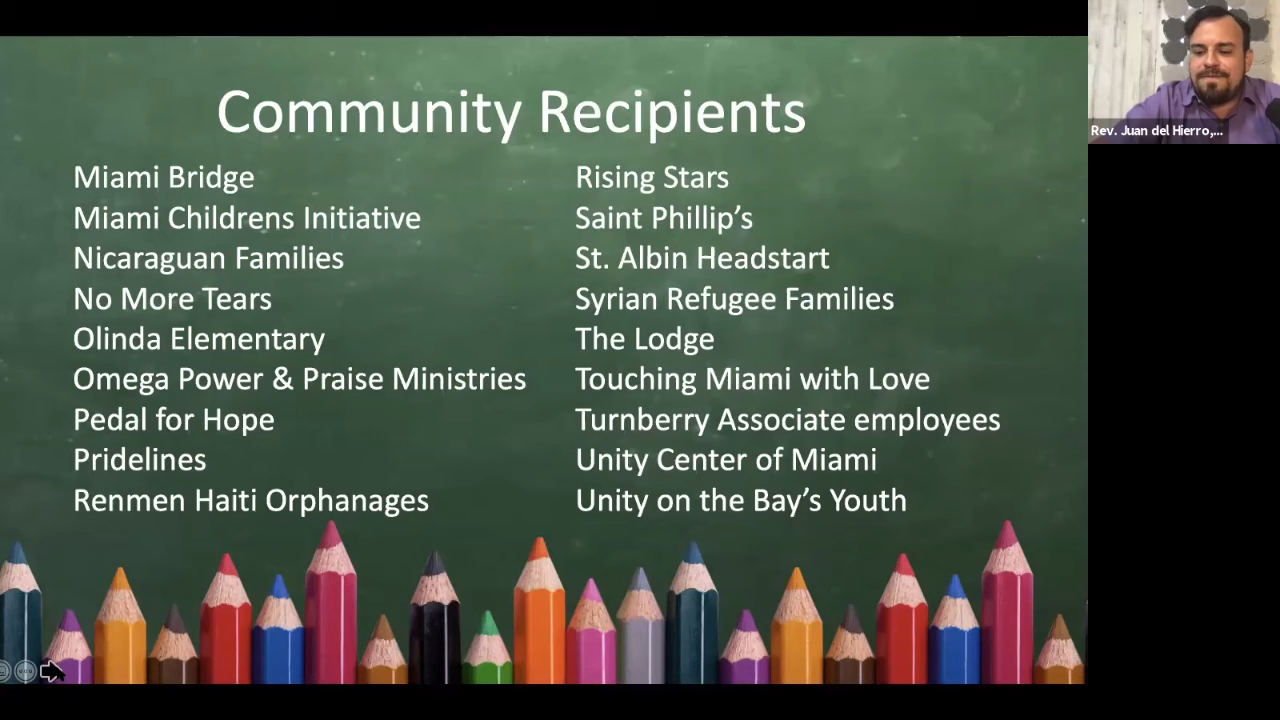 Community Recipients
Miami Bridge
Miami Childrens Initiative
Nicaraguan Families
No More Tears
Olinda Elementary
Omega Power & Praise Ministries
Pedal for Hope
Pridelines
Renmen Haiti Orphanages
Rising Stars
Saint Phillip’s
St. Albin Headstart
Syrian Refugee Families
The Lodge
Touching Miami with Love
Turnberry Associate employees
Unity Center of Miami
Unity on the Bay’s Youth
Rev. Juan del Hierro,...